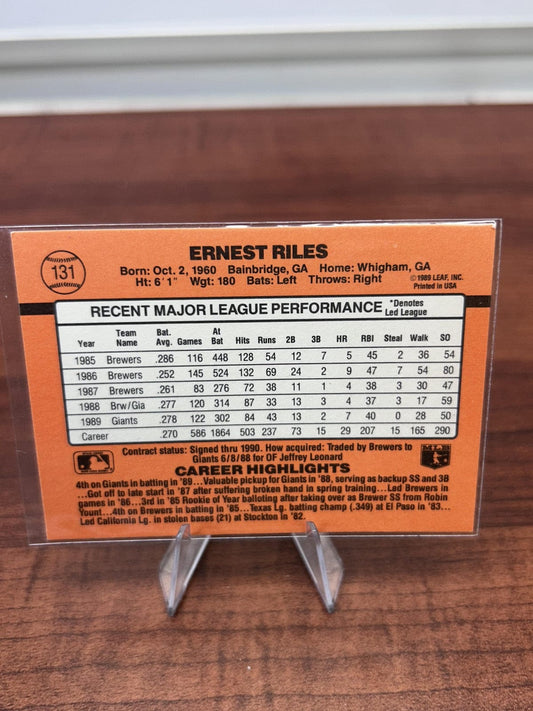 ERNEST RILES
131
Born: Oct. 2, 1960 Bainbridge, GA Home: Whigham, GA
Ht: 6'1" Wgt: 180 Bats: Left Throws: Right
©1989 LEAF, INC.
Printed in USA
RECENT MAJOR LEAGUE PERFORMANCE *Denotes Led League
Year Team Name Bat. Avg. Games At Bat Hits Runs 2B 3B HR RBI Steal Walk SO
1985 Brewers .286 116 448 128 54 12 7 5 45 2 36 54
1986 Brewers .252 145 524 132 69 24 2 9 47 7 54 80
1987 Brewers .261 83 276 72 38 11 1 4 38 3 30 47
1988 Brw/Gia .277 120 314 87 33 13 3 4 37 3 17 59
1989 Giants .278 122 302 84 43 13 2 7 40 0 28 50
Career .270 586 1864 503 237 73 15 29 207 15 165 290
Contract status: Signed thru 1990. How acquired: Traded by Brewers to
Giants 6/8/88 for OF Jeffrey Leonard
CAREER HIGHLIGHTS
4th on Giants in batting in '89...Valuable pickup for Giants in '88, serving as backup SS and 3B
...Got off to late start in '87 after suffering broken hand in spring training...Led Brewers in
games in '86...3rd in '85 Rookie of Year balloting after taking over as Brewer SS from Robin
Yount...4th on Brewers in batting in '85...Texas Lg. batting champ (.349) at El Paso in '83...
Led California Lg. in stolen bases (21) at Stockton in '82.